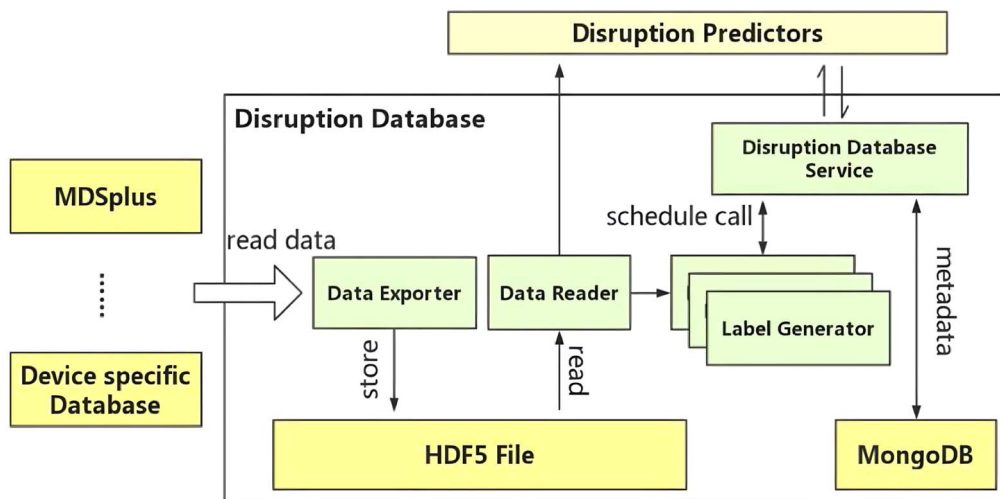 Disruption Predictors
Disruption Database
Disruption Database
Service
MDSplus
schedule call
read data
metadata
Data Exporter
Data Reader
Label Generator
store
read
Device specific
Database
HDF5 File
MongoDB